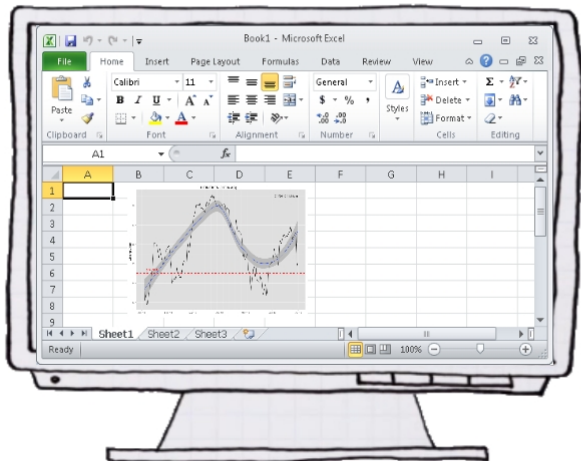 Book1 - Microsoft Excel
File Home Insert Page Layout Formulas Data Review View
Paste
Calibri 11
B I U A A
A
General
$ % ,
Styles
Insert
Delete
Format
Σ
Clipboard Font Alignment Number Cells Editing
A1 fx
A B C D E F G H I
1
2
3
4
5
6
7
8
9
Sheet1 Sheet2 Sheet3
Ready 100%